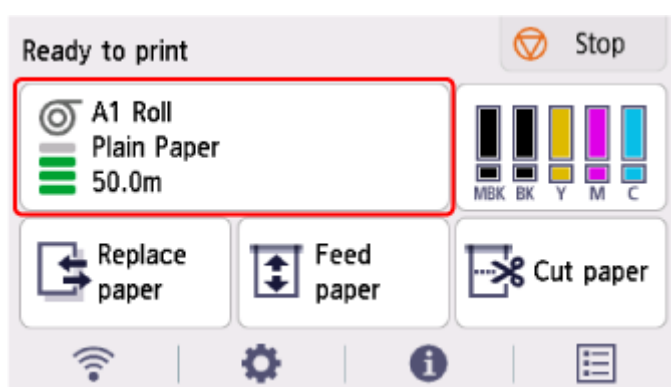 Ready to print
Stop
A1 Roll
Plain Paper
50.0m
MBK BK Y M C
Replace
paper
Feed
paper
Cut paper